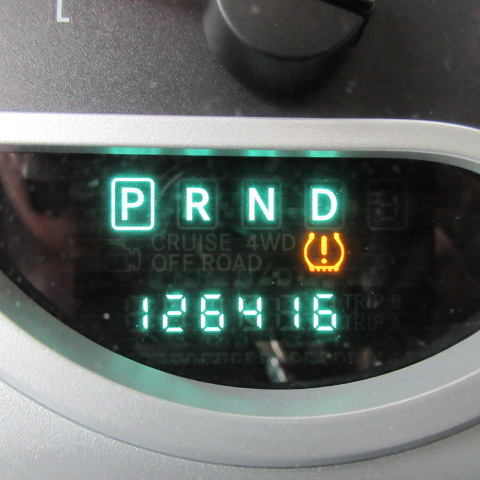 L
P R N D
CRUISE 4WD
OFF ROAD
126416 TRIP B
TRIP A